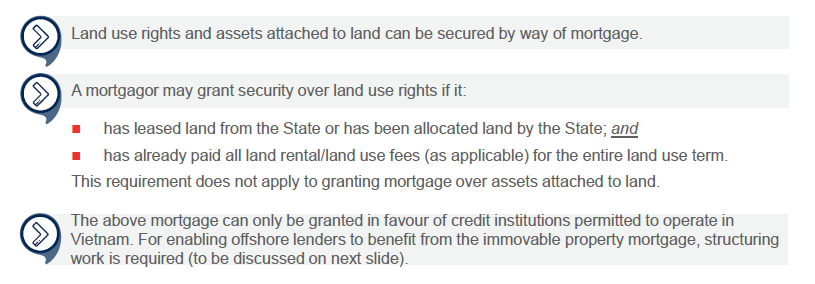 Land use rights and assets attached to land can be secured by way of mortgage.
A mortgagor may grant security over land use rights if it:
has leased land from the State or has been allocated land by the State; and
has already paid all land rental/land use fees (as applicable) for the entire land use term.
This requirement does not apply to granting mortgage over assets attached to land.
The above mortgage can only be granted in favour of credit institutions permitted to operate in
Vietnam. For enabling offshore lenders to benefit from the immovable property mortgage, structuring
work is required (to be discussed on next slide).